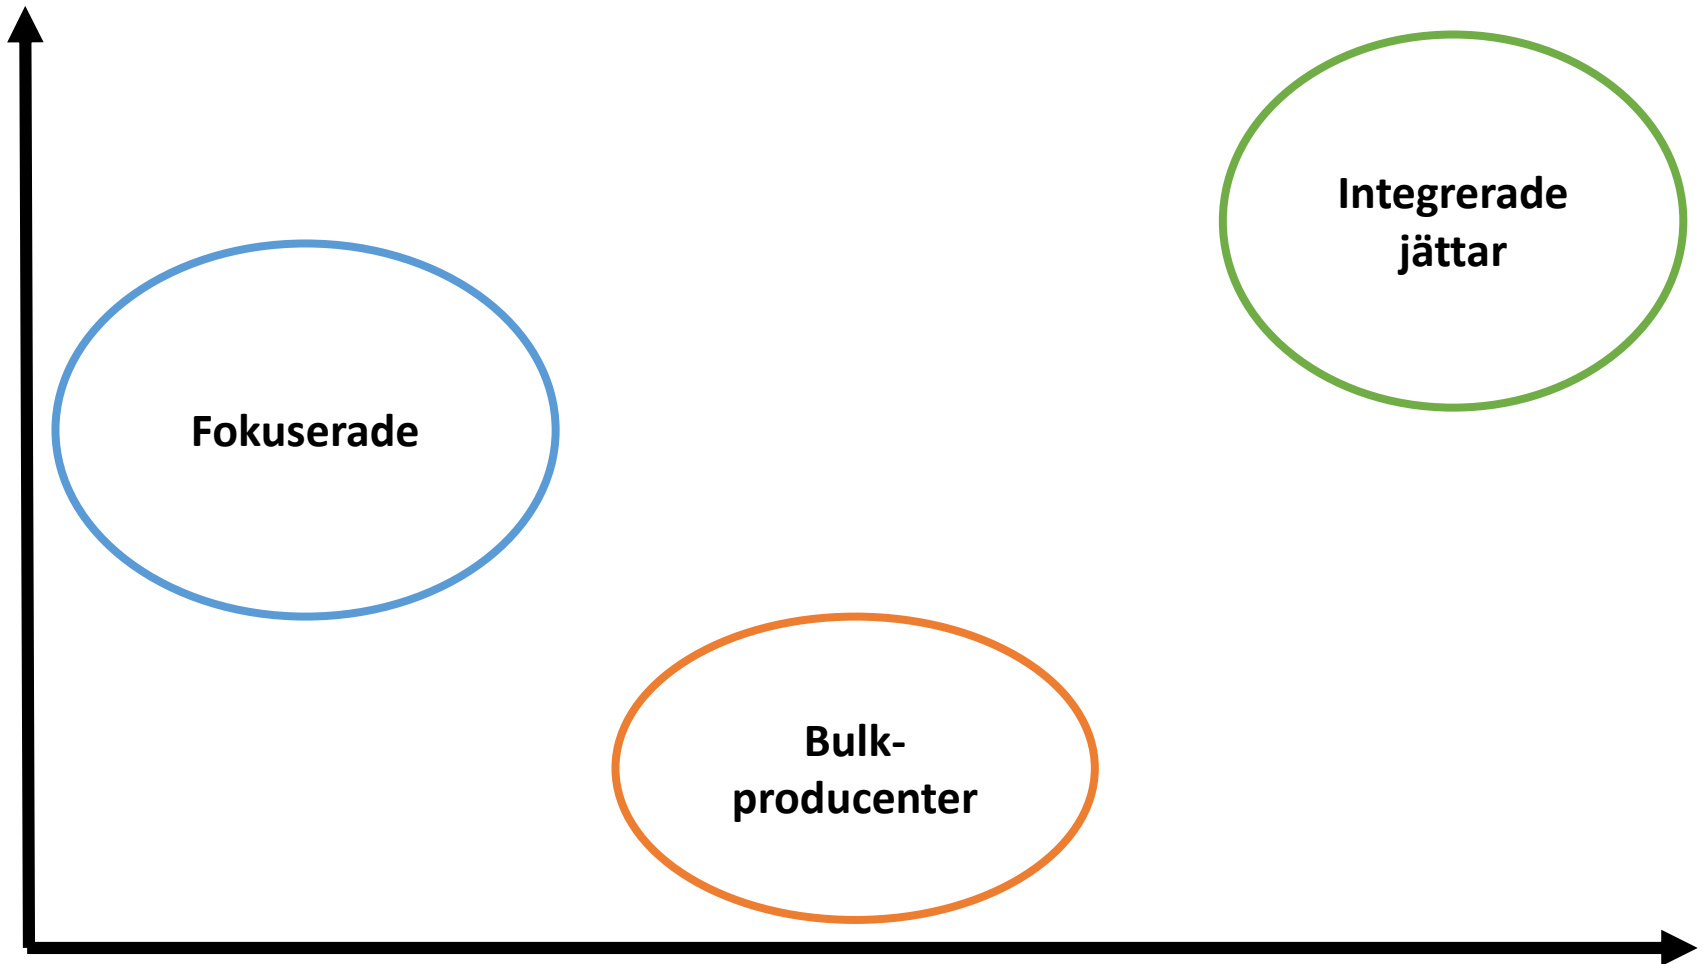 Integrerade
jättar
Fokuserade
Bulk-
producenter